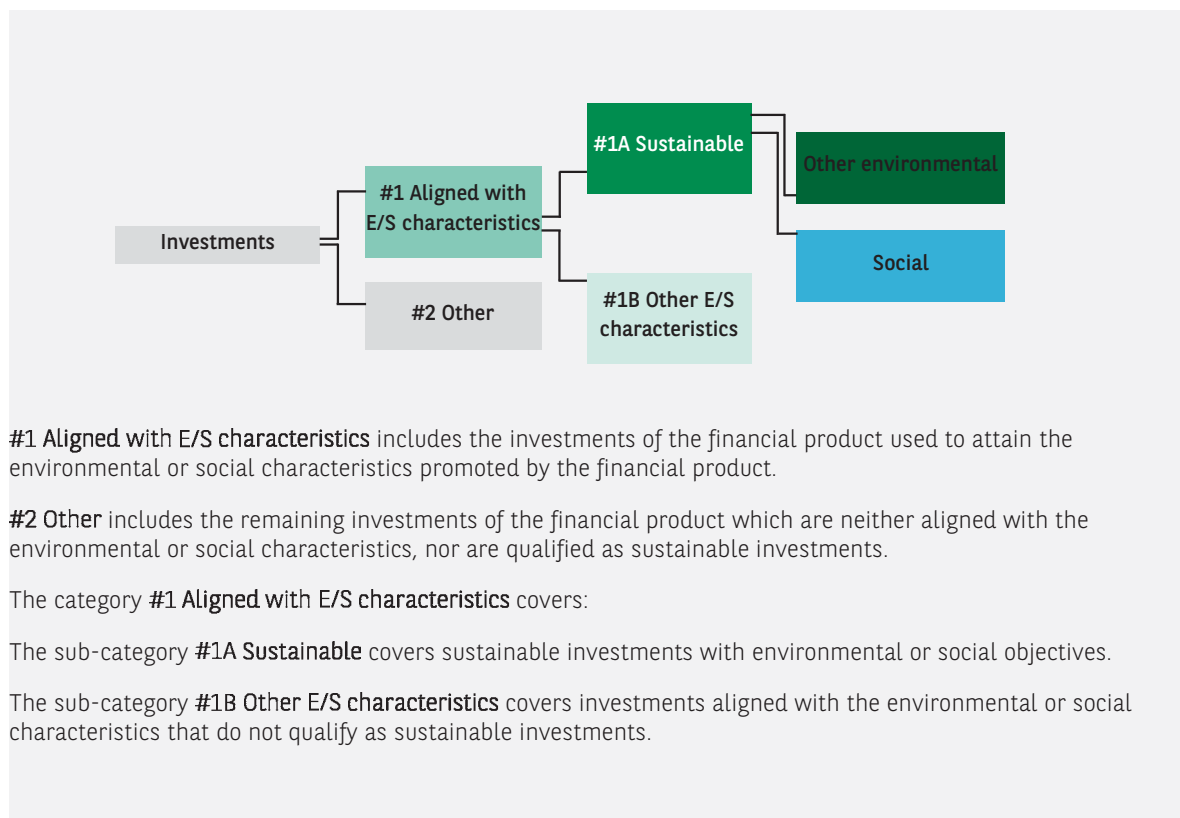 #1A Sustainable
Other environmental
#1 Aligned with
E/S characteristics
Investments
Social
#2 Other
#1B Other E/S
characteristics
#1 Aligned with E/S characteristics includes the investments of the financial product used to attain the
environmental or social characteristics promoted by the financial product.
#2 Other includes the remaining investments of the financial product which are neither aligned with the
environmental or social characteristics, nor are qualified as sustainable investments.
The category #1 Aligned with E/S characteristics covers:
The sub-category #1A Sustainable covers sustainable investments with environmental or social objectives.
The sub-category #1B Other E/S characteristics covers investments aligned with the environmental or social
characteristics that do not qualify as sustainable investments.